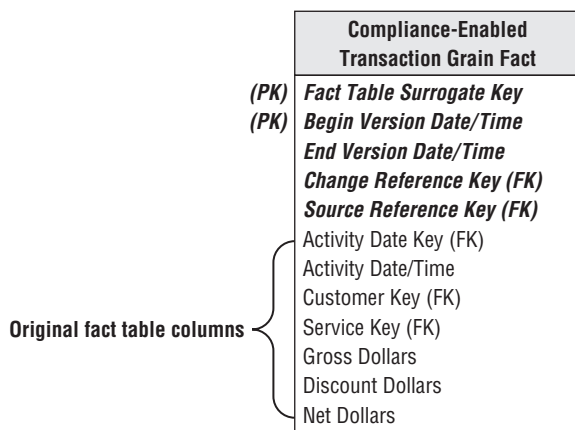 Compliance-Enabled
Transaction Grain Fact
(PK) Fact Table Surrogate Key
(PK) Begin Version Date/Time
End Version Date/Time
Change Reference Key (FK)
Source Reference Key (FK)
Activity Date Key (FK)
Activity Date/Time
Customer Key (FK)
Original fact table columns Service Key (FK)
Gross Dollars
Discount Dollars
Net Dollars